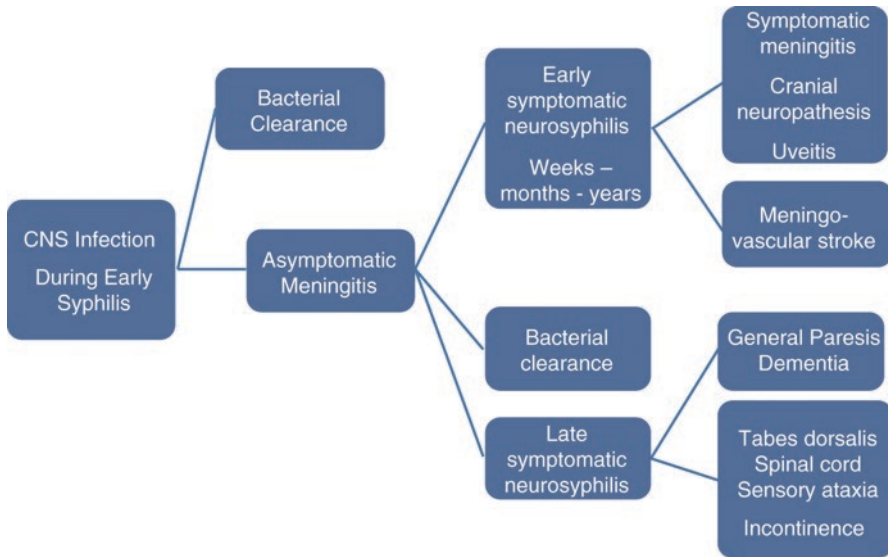 CNS Infection
During Early
Syphilis
Bacterial
Clearance
Asymptomatic
Meningitis
Early
symptomatic
neurosyphilis
Weeks –
months - years
Bacterial
clearance
Late
symptomatic
neurosyphilis
Symptomatic
meningitis
Cranial
neuropathesis
Uveitis
Meningo-
vascular stroke
General Paresis
Dementia
Tabes dorsalis
Spinal cord
Sensory ataxia
Incontinence